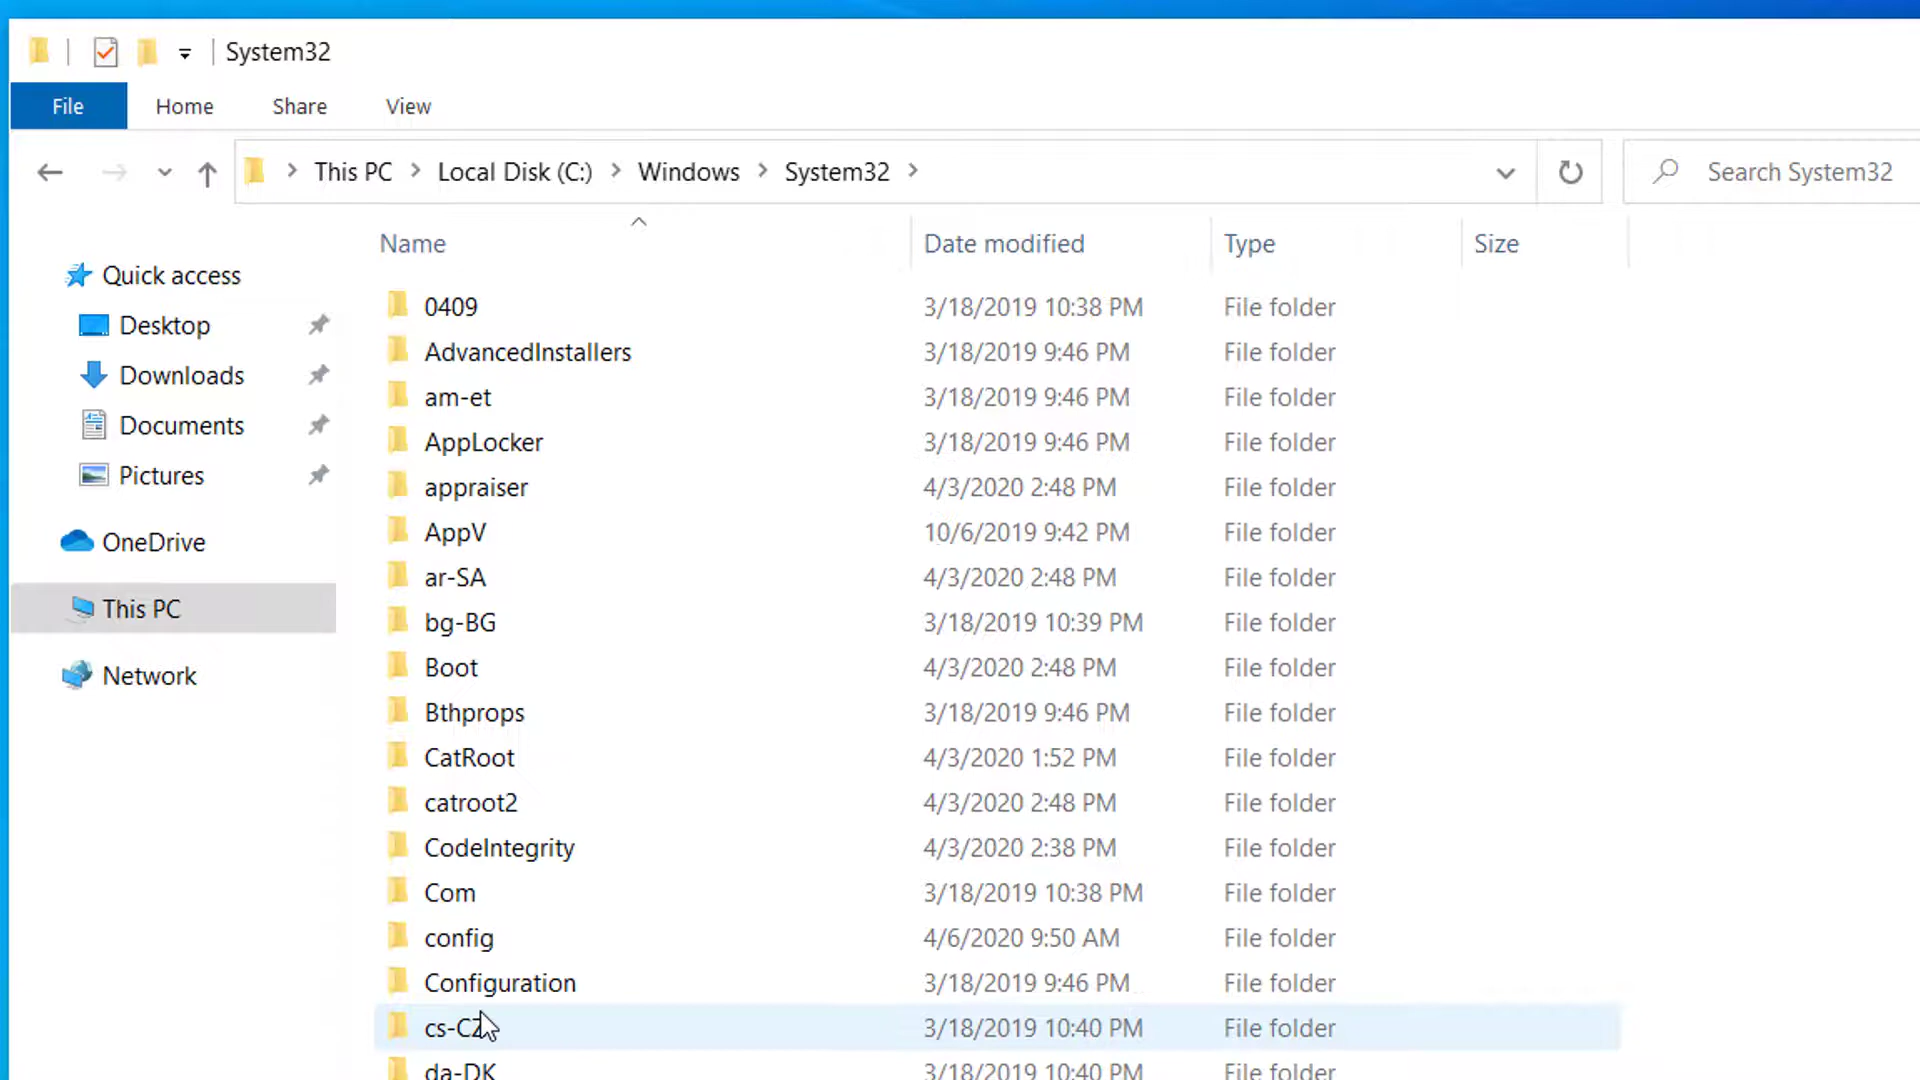 System32
File Home Share View
This PC Local Disk (C:) Windows System32 Search System32
Name Date modified Type Size
Quick access
Desktop
Downloads
Documents
Pictures
OneDrive
This PC
Network
0409 3/18/2019 10:38 PM File folder
AdvancedInstallers 3/18/2019 9:46 PM File folder
am-et 3/18/2019 9:46 PM File folder
AppLocker 3/18/2019 9:46 PM File folder
appraiser 4/3/2020 2:48 PM File folder
AppV 10/6/2019 9:42 PM File folder
ar-SA 4/3/2020 2:48 PM File folder
bg-BG 3/18/2019 10:39 PM File folder
Boot 4/3/2020 2:48 PM File folder
Bthprops 3/18/2019 9:46 PM File folder
CatRoot 4/3/2020 1:52 PM File folder
catroot2 4/3/2020 2:48 PM File folder
CodeIntegrity 4/3/2020 2:38 PM File folder
Com 3/18/2019 10:38 PM File folder
config 4/6/2020 9:50 AM File folder
Configuration 3/18/2019 9:46 PM File folder
cs-CZ 3/18/2019 10:40 PM File folder
da-DK 3/18/2019 10:40 PM File folder